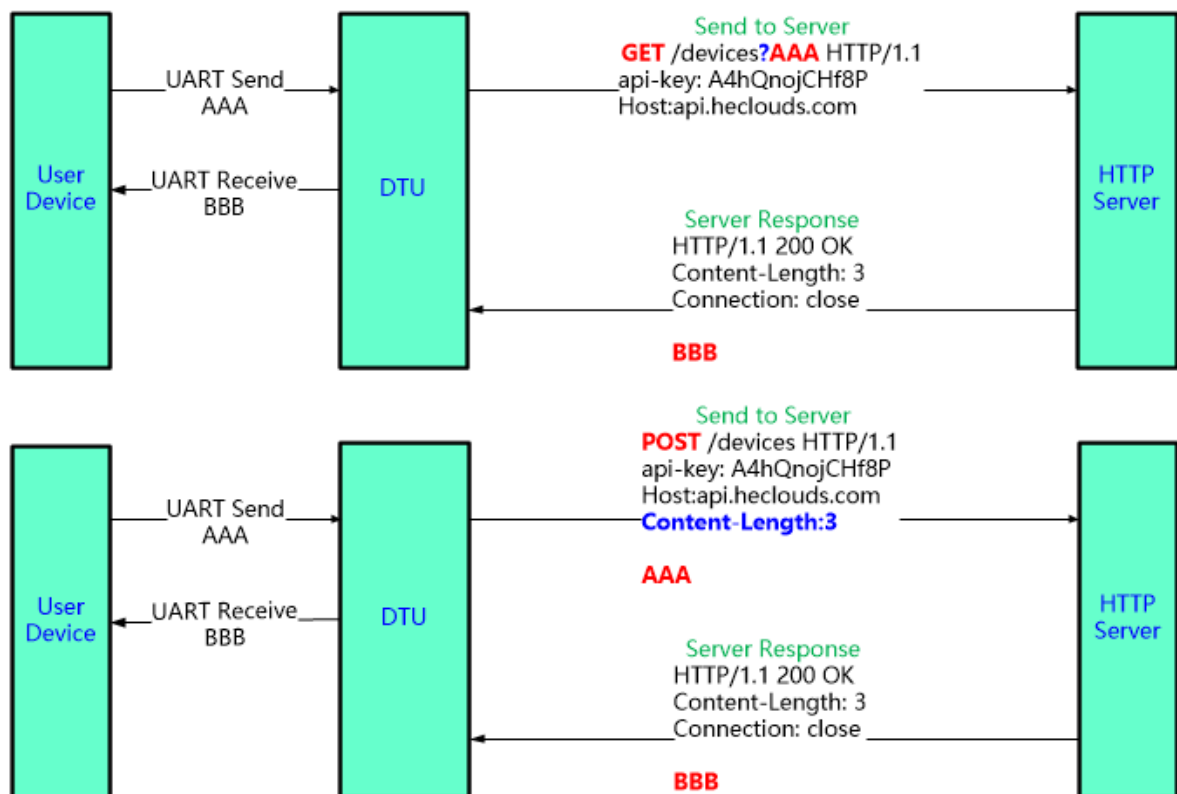 Send to Server
GET /devices?AAA HTTP/1.1
api-key: A4hQnojCHf8P
Host:api.heclouds.com
UART Send
AAA
User
Device
UART Receive
BBB
DTU
HTTP
Server
Server Response
HTTP/1.1 200 OK
Content-Length: 3
Connection: close
BBB
Send to Server
POST /devices HTTP/1.1
api-key: A4hQnojCHf8P
Host:api.heclouds.com
Content-Length:3
AAA
UART Send
AAA
User
Device
UART Receive
BBB
DTU
HTTP
Server
Server Response
HTTP/1.1 200 OK
Content-Length: 3
Connection: close
BBB